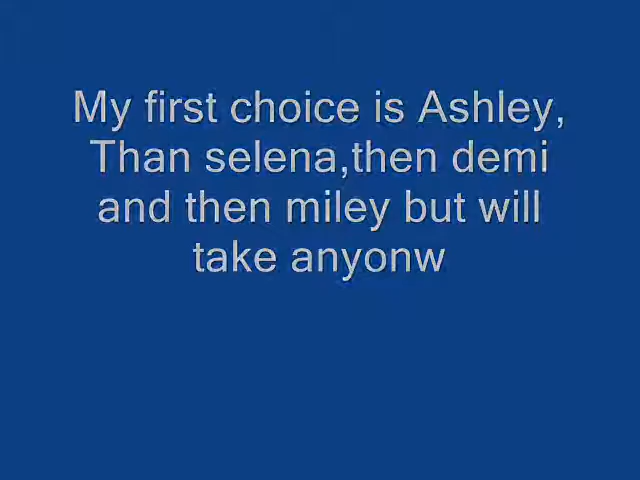 My first choice is Ashley,
Than selena,then demi
and then miley but will
take anyonw